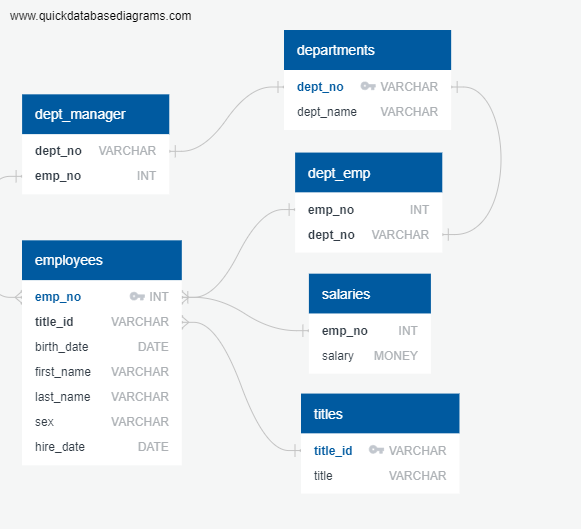 www.quickdatabasediagrams.com
departments
dept_no VARCHAR
dept_name VARCHAR
dept_manager
dept_no VARCHAR
emp_no INT
dept_emp
emp_no INT
dept_no VARCHAR
employees
emp_no INT
title_id VARCHAR
birth_date DATE
first_name VARCHAR
last_name VARCHAR
sex VARCHAR
hire_date DATE
salaries
emp_no INT
salary MONEY
titles
title_id VARCHAR
title VARCHAR